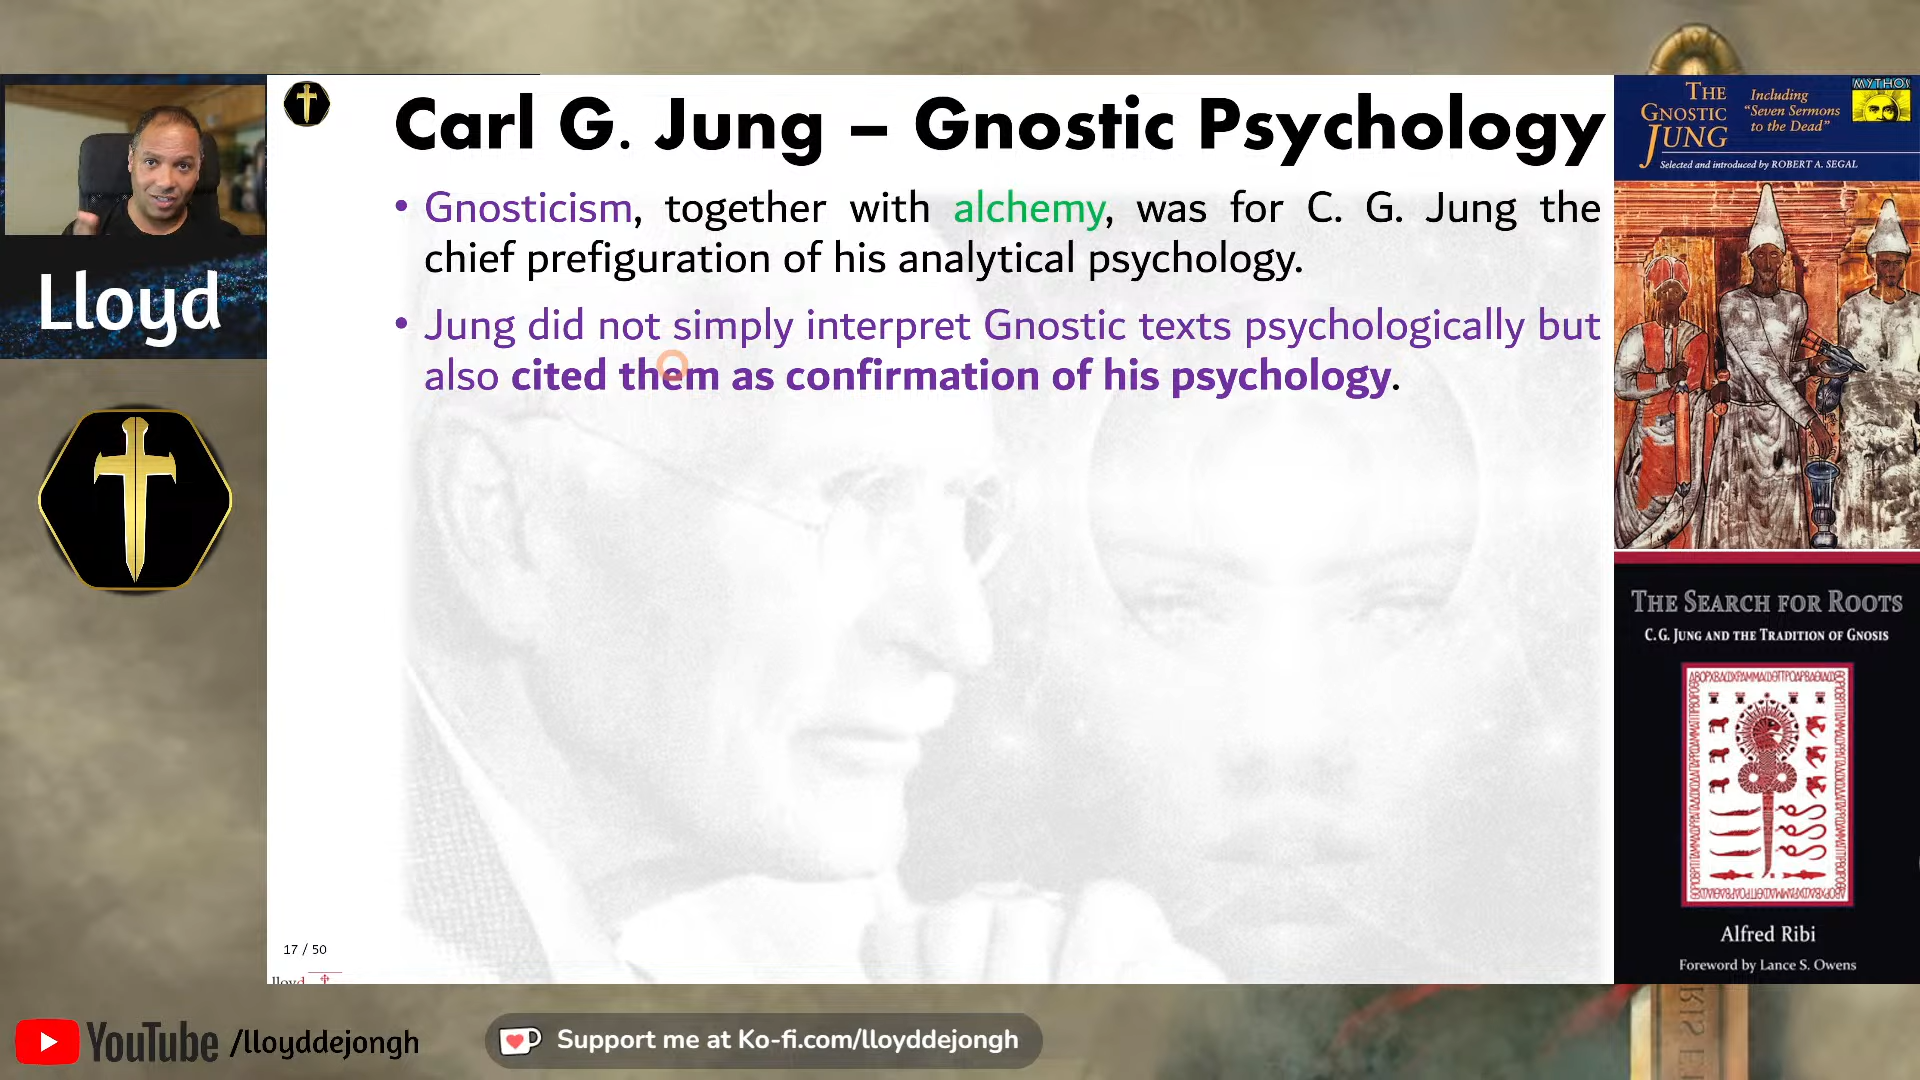 Carl G. Jung – Gnostic Psychology
• Gnosticism, together with alchemy, was for C. G. Jung the
chief prefiguration of his analytical psychology.
• Jung did not simply interpret Gnostic texts psychologically but
also cited them as confirmation of his psychology.
17 / 50
lloyd
Lloyd
THE
GNOSTIC
JUNG
Including
"Seven Sermons
to the Dead"
MYTHOS
Selected and introduced by ROBERT A. SEGAL
THE SEARCH FOR ROOTS
C. G. JUNG AND THE TRADITION OF GNOSIS
Alfred Ribi
Foreword by Lance S. Owens
YouTube /lloyddejongh
Support me at Ko-fi.com/lloyddejongh